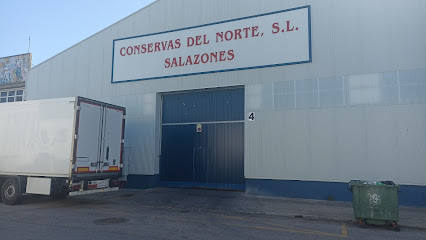 CONSERVAS DEL NORTE, S.L.
SALAZONES
4